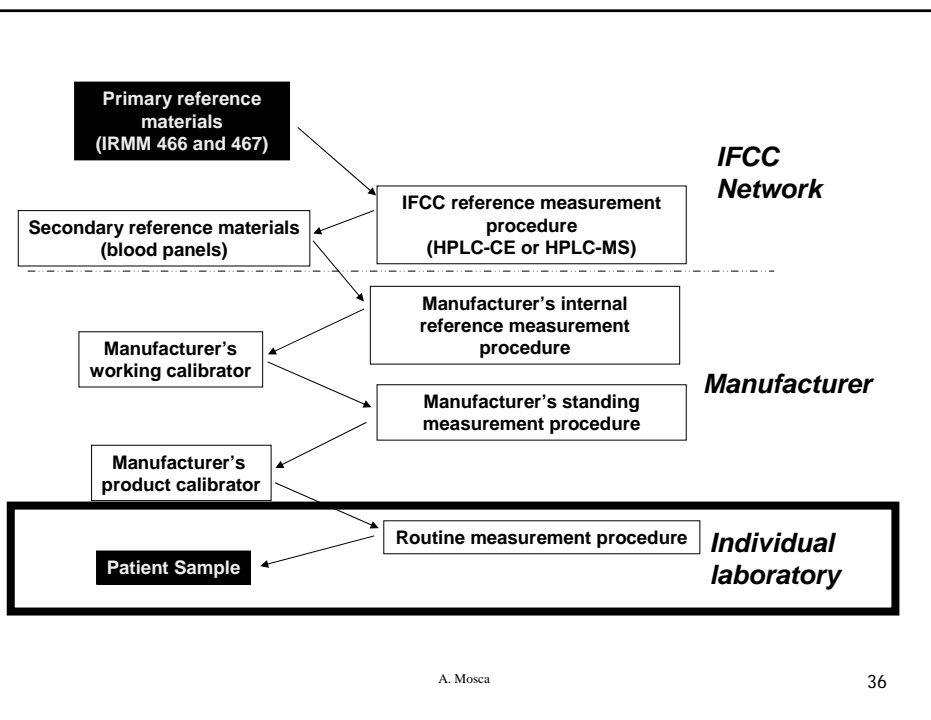 Primary reference
materials
(IRMM 466 and 467)
IFCC
Network
IFCC reference measurement
procedure
(HPLC-CE or HPLC-MS)
Secondary reference materials
(blood panels)
Manufacturer's internal
reference measurement
procedure
Manufacturer's
working calibrator
Manufacturer
Manufacturer's standing
measurement procedure
Manufacturer's
product calibrator
Routine measurement procedure
Individual
laboratory
Patient Sample
A. Mosca
36